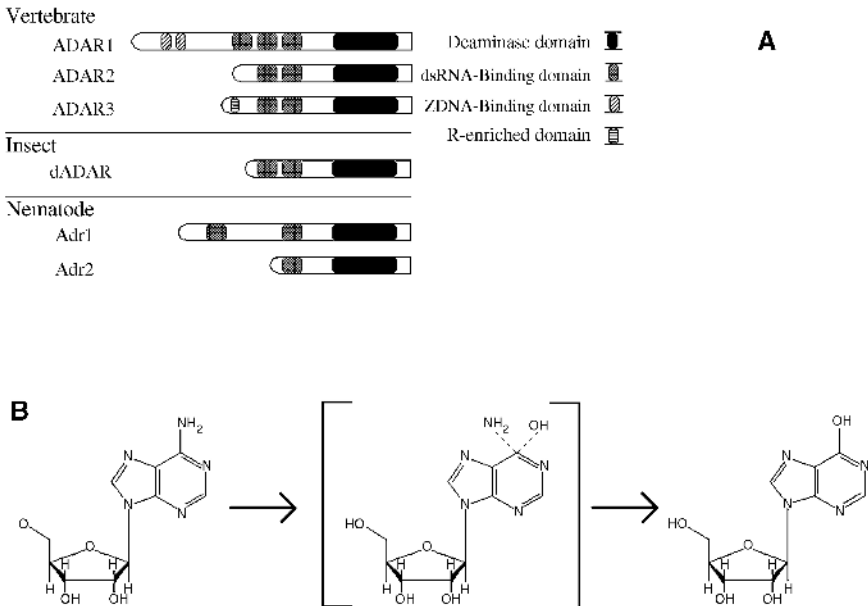 Vertebrate
ADAR1
ADAR2
ADAR3
Insect
dADAR
Nematode
Adr1
Adr2
Deaminase domain
dsRNA-Binding domain
ZDNA-Binding domain
R-enriched domain
A
B
NH2
N
N
N
N
O
O
H
H
H
H
OH
OH
NH2
OH
N
N
N
N
HO
O
H
H
H
H
OH
OH
OH
N
N
N
N
HO
O
H
H
H
H
OH
OH